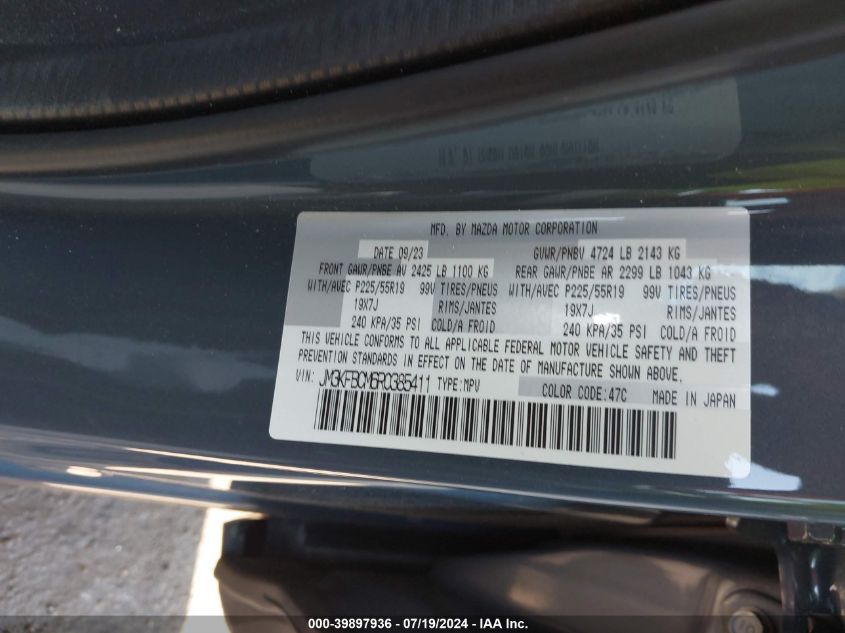 MFD. BY MAZDA MOTOR CORPORATION
DATE 09/23 GVWR/PNBV 4724 LB 2143 KG
FRONT GAWR/PNBE AV 2425 LB 1100 KG REAR GAWR/PNBE AR 2299 LB 1043 KG
WITH/AVEC P225/55R19 99V TIRES/PNEUS WITH/AVEC P225/55R19 99V TIRES/PNEUS
19X7J RIMS/JANTES 19X7J RIMS/JANTES
240 KPA/35 PSI COLD/A FROID 240 KPA/35 PSI COLD/A FROID
THIS VEHICLE CONFORMS TO ALL APPLICABLE FEDERAL MOTOR VEHICLE SAFETY AND THEFT
PREVENTION STANDARDS IN EFFECT ON THE DATE OF MANUFACTURE SHOWN ABOVE.
VIN: JM3KFBCM6R0385411 TYPE:MPV COLOR CODE:47C MADE IN JAPAN
000-39897936 - 07/19/2024 - IAA Inc.